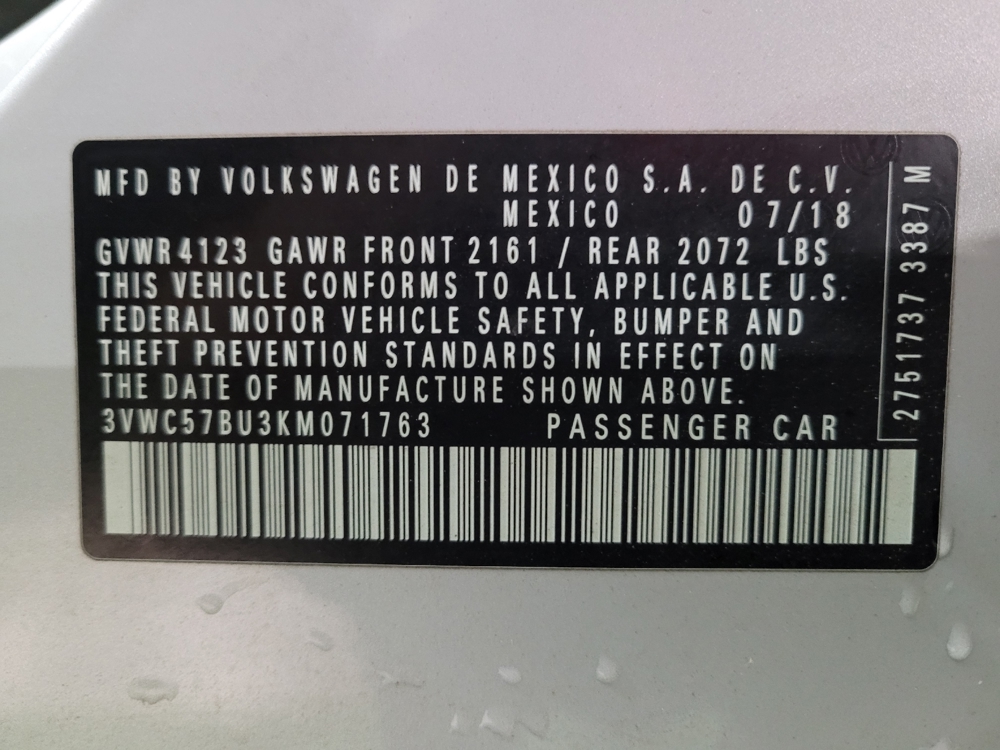 MFD BY VOLKSWAGEN DE MEXICO S.A. DE C.V.
MEXICO 07/18
GVWR 4123 GAWR FRONT 2161 / REAR 2072 LBS
THIS VEHICLE CONFORMS TO ALL APPLICABLE U.S.
FEDERAL MOTOR VEHICLE SAFETY, BUMPER AND
THEFT PREVENTION STANDARDS IN EFFECT ON
THE DATE OF MANUFACTURE SHOWN ABOVE.
3VWC57BU3KM071763 PASSENGER CAR
2751737 3387 M